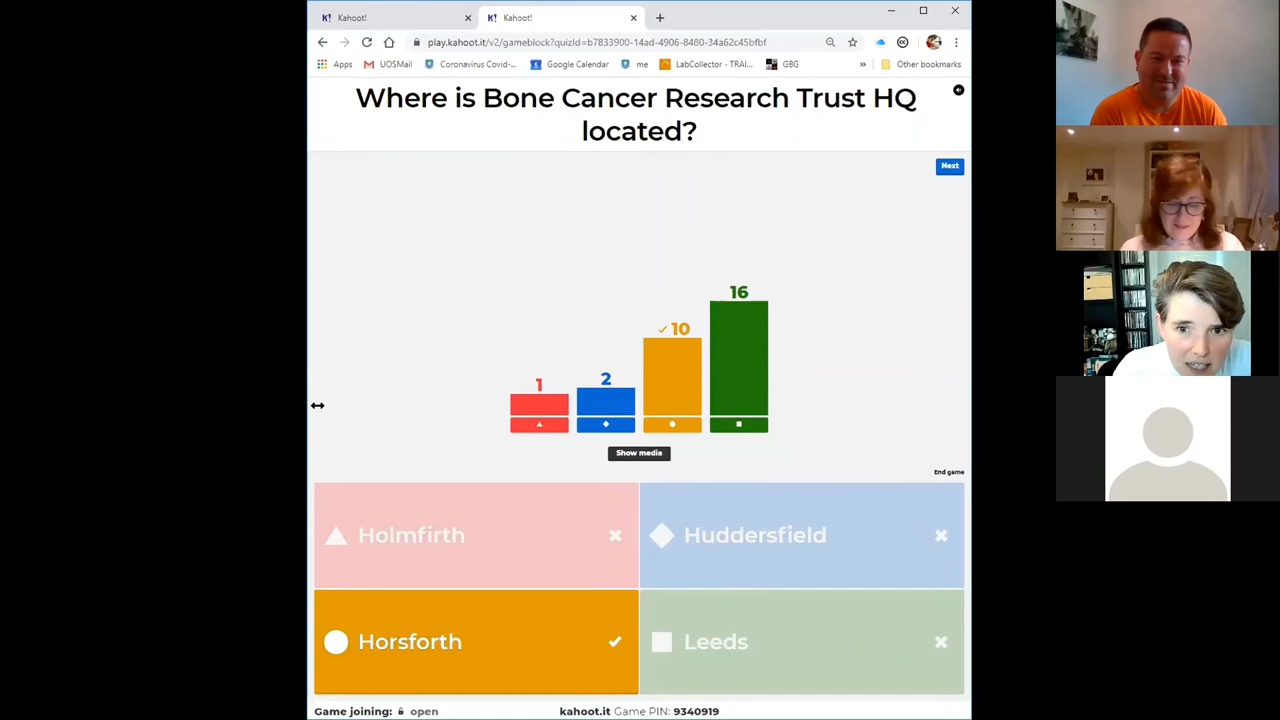 Kahoot!
Kahoot!
play.kahoot.it/v2/gameblock?quizId=b7833900-14ad-4906-8480-34a62c45bfbf
Apps UOSMail Coronavirus Covid-... Google Calendar me LabCollector - TRAI... GBG » Other bookmarks
Where is Bone Cancer Research Trust HQ
located?
Next
1 2 10 16
Show media
End game
Holmfirth
Huddersfield
Horsforth
Leeds
Game joining: open kahoot.it Game PIN: 9340919